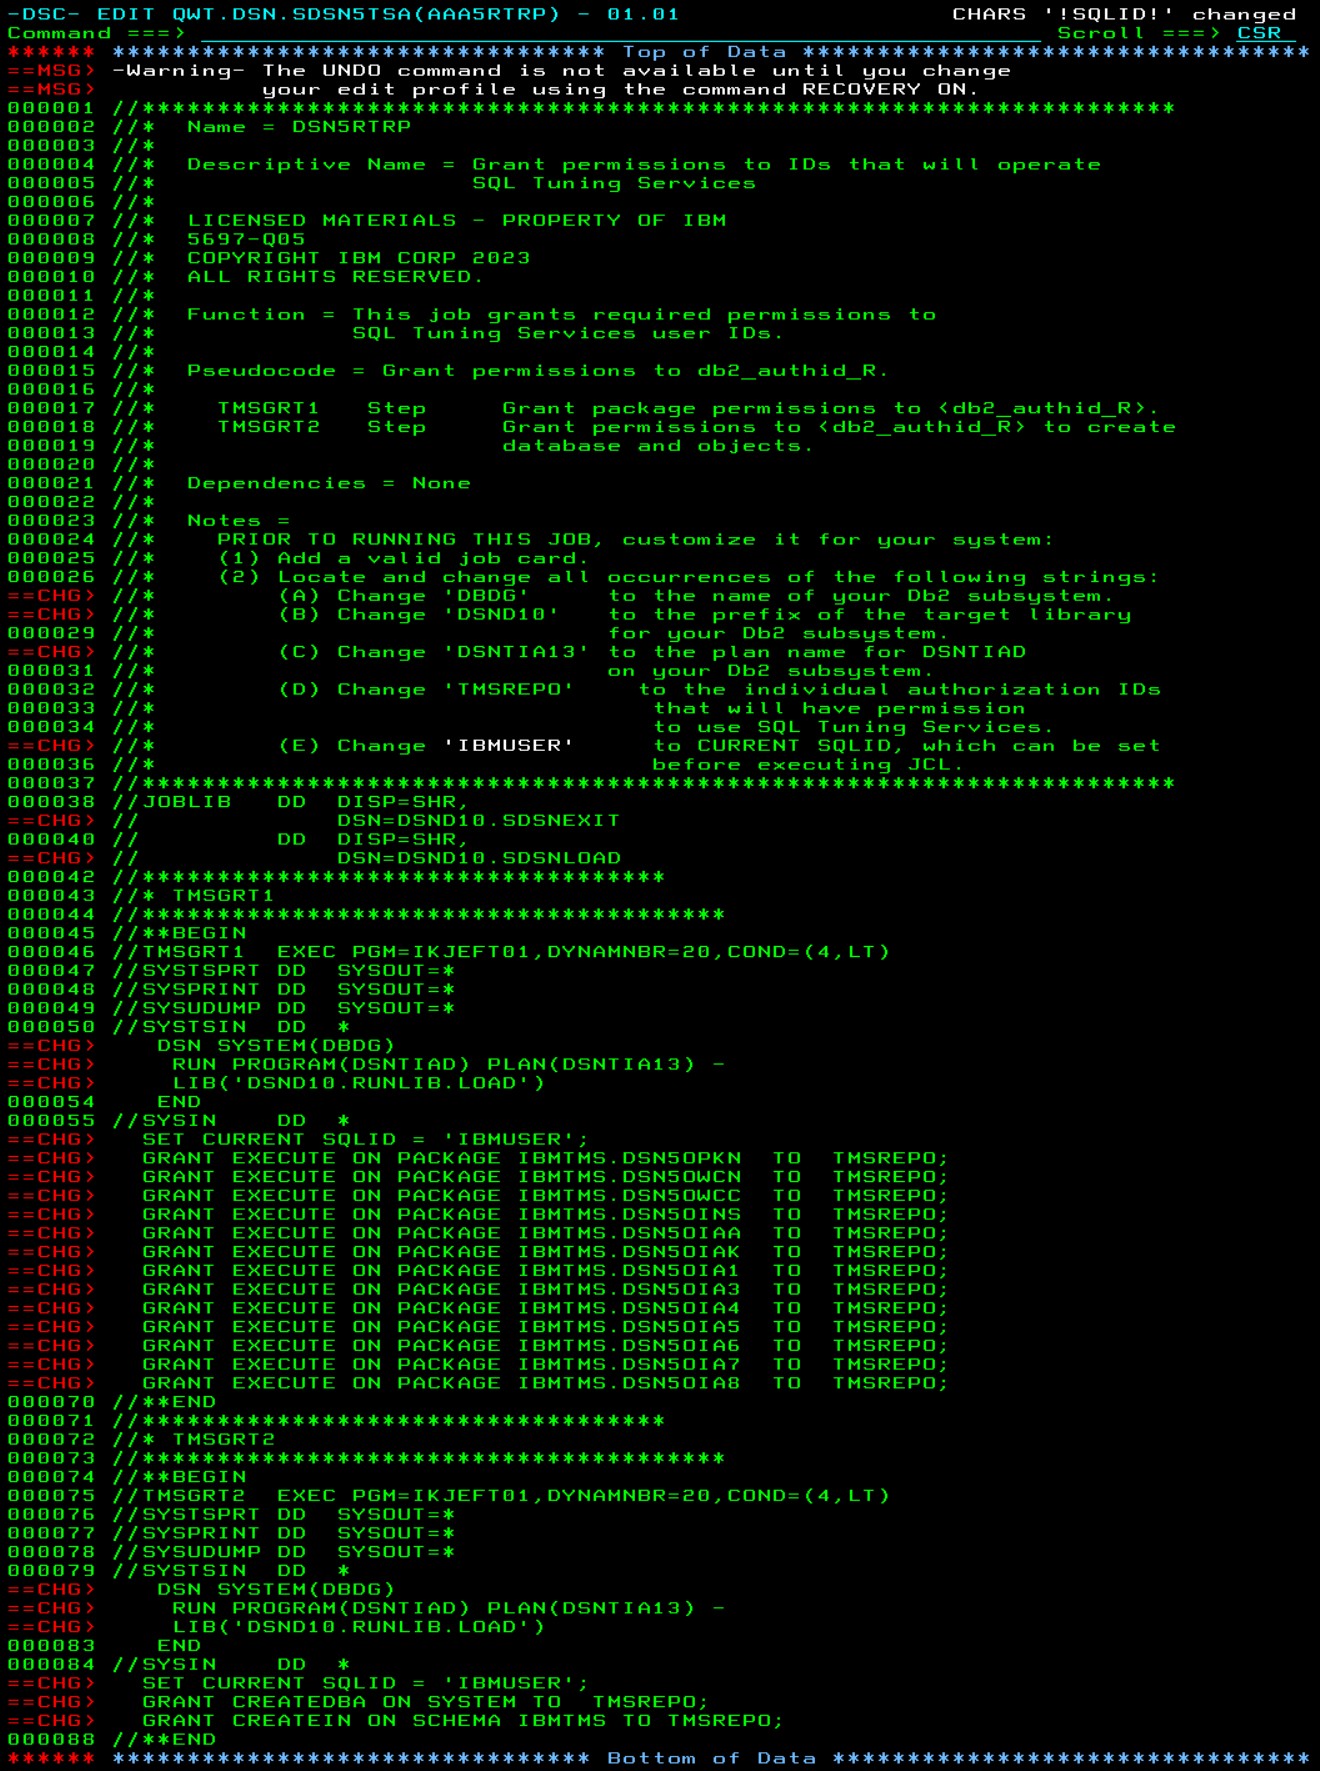 -DSC- EDIT QWT.DSN.SDSN5TSA(AAA5RTRP) - 01.01                  CHARS '!SQLID!' changed
Command ===> ________________________________________________________ Scroll ===> CSR
****** ********************************* Top of Data **********************************
==MSG> -Warning- The UNDO command is not available until you change
==MSG>           your edit profile using the command RECOVERY ON.
000001 //*********************************************************************
000002 //*  Name = DSN5RTRP
000003 //*
000004 //*  Descriptive Name = Grant permissions to IDs that will operate
000005 //*                     SQL Tuning Services
000006 //*
000007 //*  LICENSED MATERIALS - PROPERTY OF IBM
000008 //*  5697-Q05
000009 //*  COPYRIGHT IBM CORP 2023
000010 //*  ALL RIGHTS RESERVED.
000011 //*
000012 //*  Function = This job grants required permissions to
000013 //*             SQL Tuning Services user IDs.
000014 //*
000015 //*  Pseudocode = Grant permissions to db2_authid_R.
000016 //*
000017 //*    TMSGRT1   Step     Grant package permissions to <db2_authid_R>.
000018 //*    TMSGRT2   Step     Grant permissions to <db2_authid_R> to create
000019 //*                       database and objects.
000020 //*
000021 //*  Dependencies = None
000022 //*
000023 //*  Notes =
000024 //*    PRIOR TO RUNNING THIS JOB, customize it for your system:
000025 //*    (1) Add a valid job card.
000026 //*    (2) Locate and change all occurrences of the following strings:
==CHG> //*        (A) Change 'DBDG'     to the name of your Db2 subsystem.
==CHG> //*        (B) Change 'DSND10'   to the prefix of the target library
000029 //*                              for your Db2 subsystem.
==CHG> //*        (C) Change 'DSNTIA13' to the plan name for DSNTIAD
000031 //*                              on your Db2 subsystem.
000032 //*        (D) Change 'TMSREPO'    to the individual authorization IDs
000033 //*                                 that will have permission
000034 //*                                 to use SQL Tuning Services.
==CHG> //*        (E) Change 'IBMUSER'     to CURRENT SQLID, which can be set
000036 //*                                 before executing JCL.
000037 //*********************************************************************
000038 //JOBLIB   DD  DISP=SHR,
==CHG> //             DSN=DSND10.SDSNEXIT
000040 //         DD  DISP=SHR,
==CHG> //             DSN=DSND10.SDSNLOAD
000042 //***********************************
000043 //* TMSGRT1
000044 //***************************************
000045 //**BEGIN
000046 //TMSGRT1  EXEC PGM=IKJEFT01,DYNAMNBR=20,COND=(4,LT)
000047 //SYSTSPRT DD  SYSOUT=*
000048 //SYSPRINT DD  SYSOUT=*
000049 //SYSUDUMP DD  SYSOUT=*
000050 //SYSTSIN  DD  *
==CHG>    DSN SYSTEM(DBDG)
==CHG>     RUN PROGRAM(DSNTIAD) PLAN(DSNTIA13) -
==CHG>     LIB('DSND10.RUNLIB.LOAD')
000054    END
000055 //SYSIN    DD  *
==CHG>   SET CURRENT SQLID = 'IBMUSER';
==CHG>   GRANT EXECUTE ON PACKAGE IBMTMS.DSN5OPKN  TO  TMSREPO;
==CHG>   GRANT EXECUTE ON PACKAGE IBMTMS.DSN5OWCN  TO  TMSREPO;
==CHG>   GRANT EXECUTE ON PACKAGE IBMTMS.DSN5OWCC  TO  TMSREPO;
==CHG>   GRANT EXECUTE ON PACKAGE IBMTMS.DSN5OINS  TO  TMSREPO;
==CHG>   GRANT EXECUTE ON PACKAGE IBMTMS.DSN5OIAA  TO  TMSREPO;
==CHG>   GRANT EXECUTE ON PACKAGE IBMTMS.DSN5OIAK  TO  TMSREPO;
==CHG>   GRANT EXECUTE ON PACKAGE IBMTMS.DSN5OIA1  TO  TMSREPO;
==CHG>   GRANT EXECUTE ON PACKAGE IBMTMS.DSN5OIA3  TO  TMSREPO;
==CHG>   GRANT EXECUTE ON PACKAGE IBMTMS.DSN5OIA4  TO  TMSREPO;
==CHG>   GRANT EXECUTE ON PACKAGE IBMTMS.DSN5OIA5  TO  TMSREPO;
==CHG>   GRANT EXECUTE ON PACKAGE IBMTMS.DSN5OIA6  TO  TMSREPO;
==CHG>   GRANT EXECUTE ON PACKAGE IBMTMS.DSN5OIA7  TO  TMSREPO;
==CHG>   GRANT EXECUTE ON PACKAGE IBMTMS.DSN5OIA8  TO  TMSREPO;
000070 //**END
000071 //***********************************
000072 //* TMSGRT2
000073 //***************************************
000074 //**BEGIN
000075 //TMSGRT2  EXEC PGM=IKJEFT01,DYNAMNBR=20,COND=(4,LT)
000076 //SYSTSPRT DD  SYSOUT=*
000077 //SYSPRINT DD  SYSOUT=*
000078 //SYSUDUMP DD  SYSOUT=*
000079 //SYSTSIN  DD  *
==CHG>    DSN SYSTEM(DBDG)
==CHG>     RUN PROGRAM(DSNTIAD) PLAN(DSNTIA13) -
==CHG>     LIB('DSND10.RUNLIB.LOAD')
000083    END
000084 //SYSIN    DD  *
==CHG>   SET CURRENT SQLID = 'IBMUSER';
==CHG>   GRANT CREATEDBA ON SYSTEM TO  TMSREPO;
==CHG>   GRANT CREATEIN ON SCHEMA IBMTMS TO TMSREPO;
000088 //**END
****** ******************************** Bottom of Data ********************************